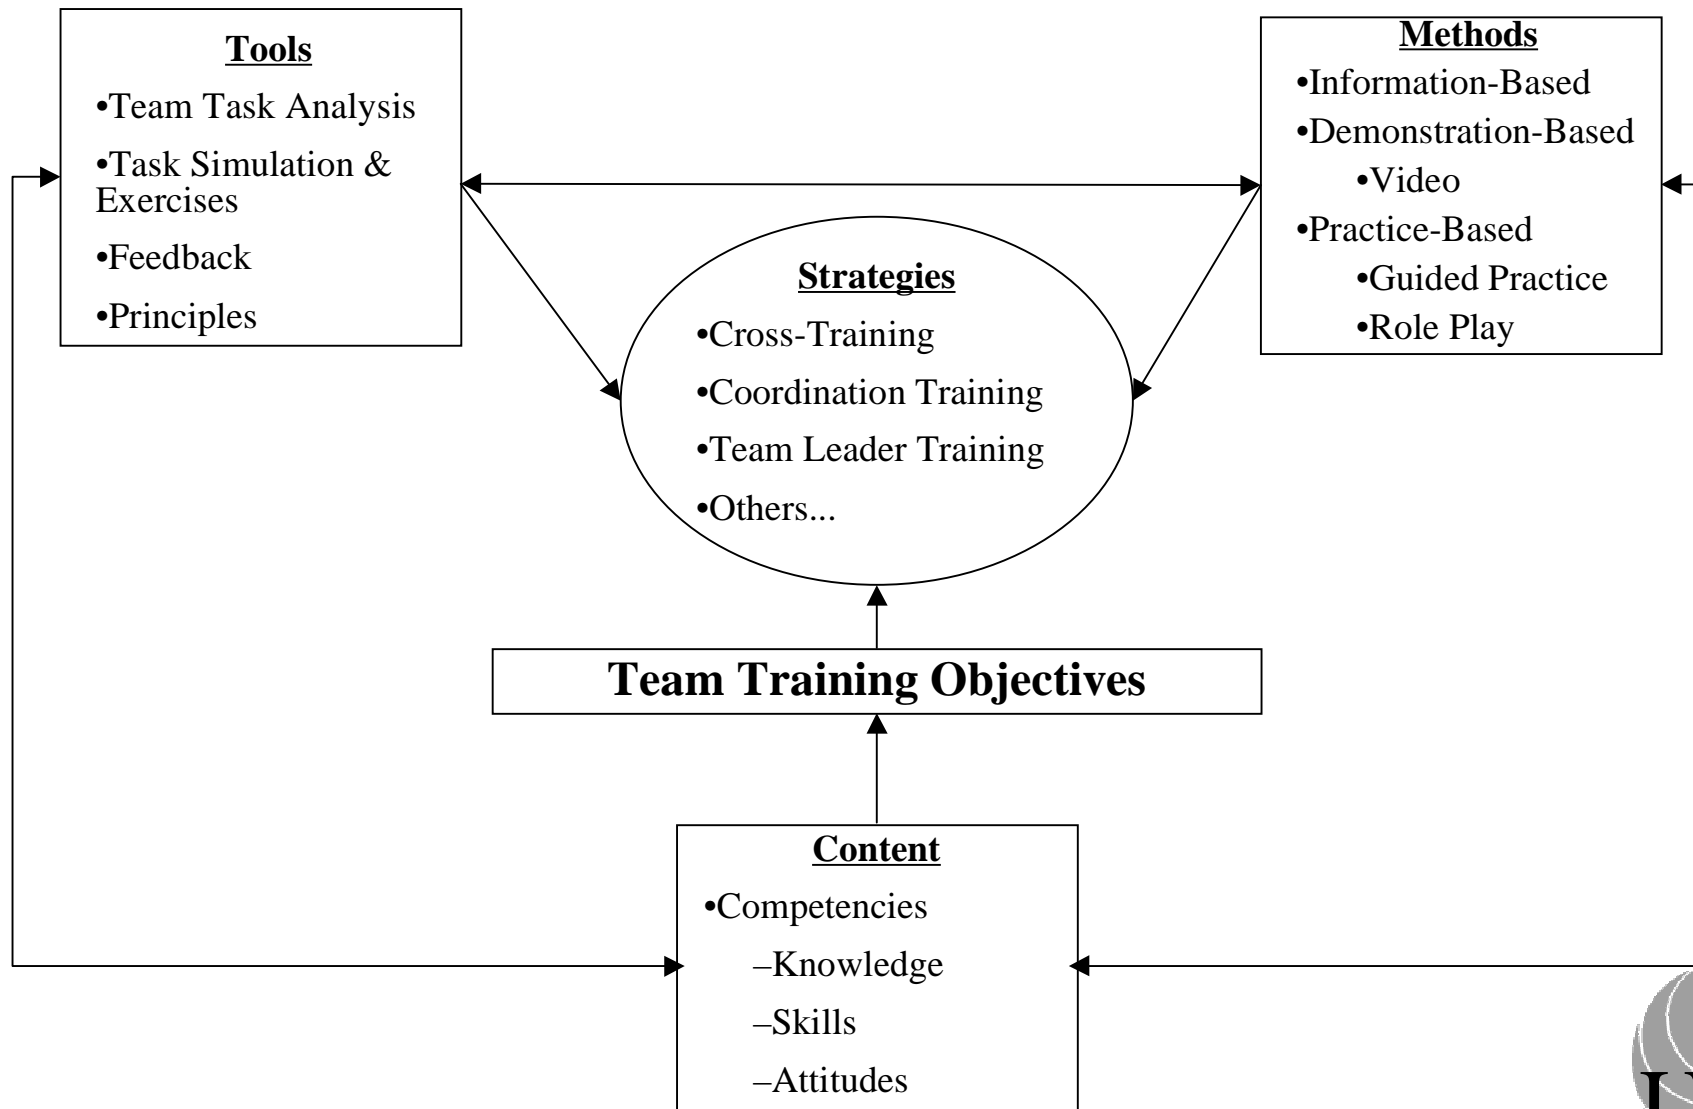 Tools
•Team Task Analysis
•Task Simulation &
Exercises
•Feedback
•Principles
Methods
•Information-Based
•Demonstration-Based
•Video
•Practice-Based
•Guided Practice
•Role Play
Strategies
•Cross-Training
•Coordination Training
•Team Leader Training
•Others...
Team Training Objectives
Content
•Competencies
–Knowledge
–Skills
–Attitudes